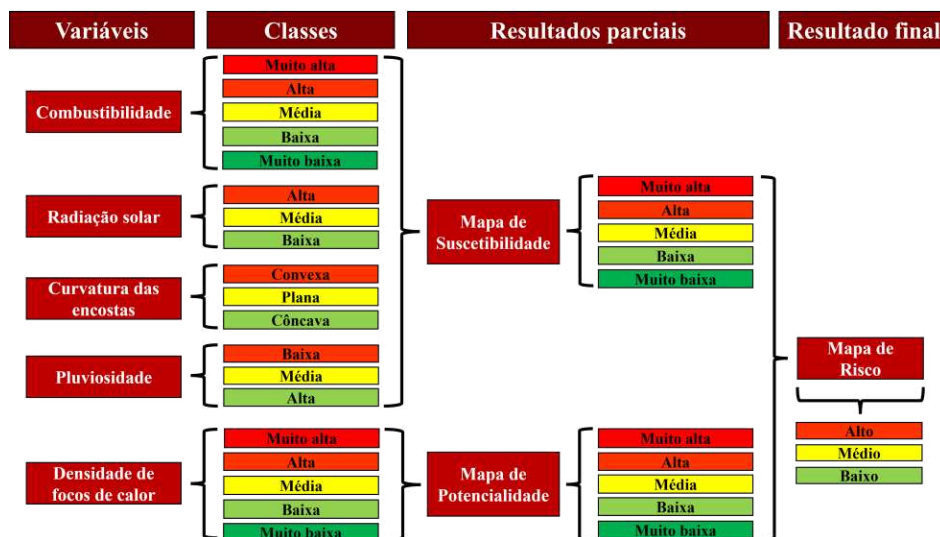 Variáveis
Classes
Resultados parciais
Resultado final
Combustibilidade
Muito alta
Alta
Média
Baixa
Muito baixa
Radiação solar
Alta
Média
Baixa
Curvatura das
encostas
Convexa
Plana
Côncava
Pluviosidade
Baixa
Média
Alta
Mapa de
Suscetibilidade
Muito alta
Alta
Média
Baixa
Muito baixa
Densidade de
focos de calor
Muito alta
Alta
Média
Baixa
Muito baixa
Mapa de
Potencialidade
Muito alta
Alta
Média
Baixa
Muito baixa
Mapa de
Risco
Alto
Médio
Baixo